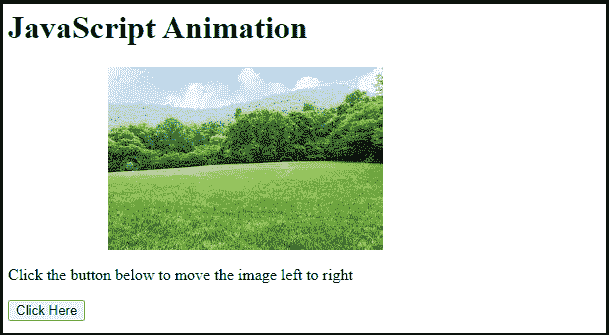 JavaScript Animation
Click the button below to move the image left to right
Click Here